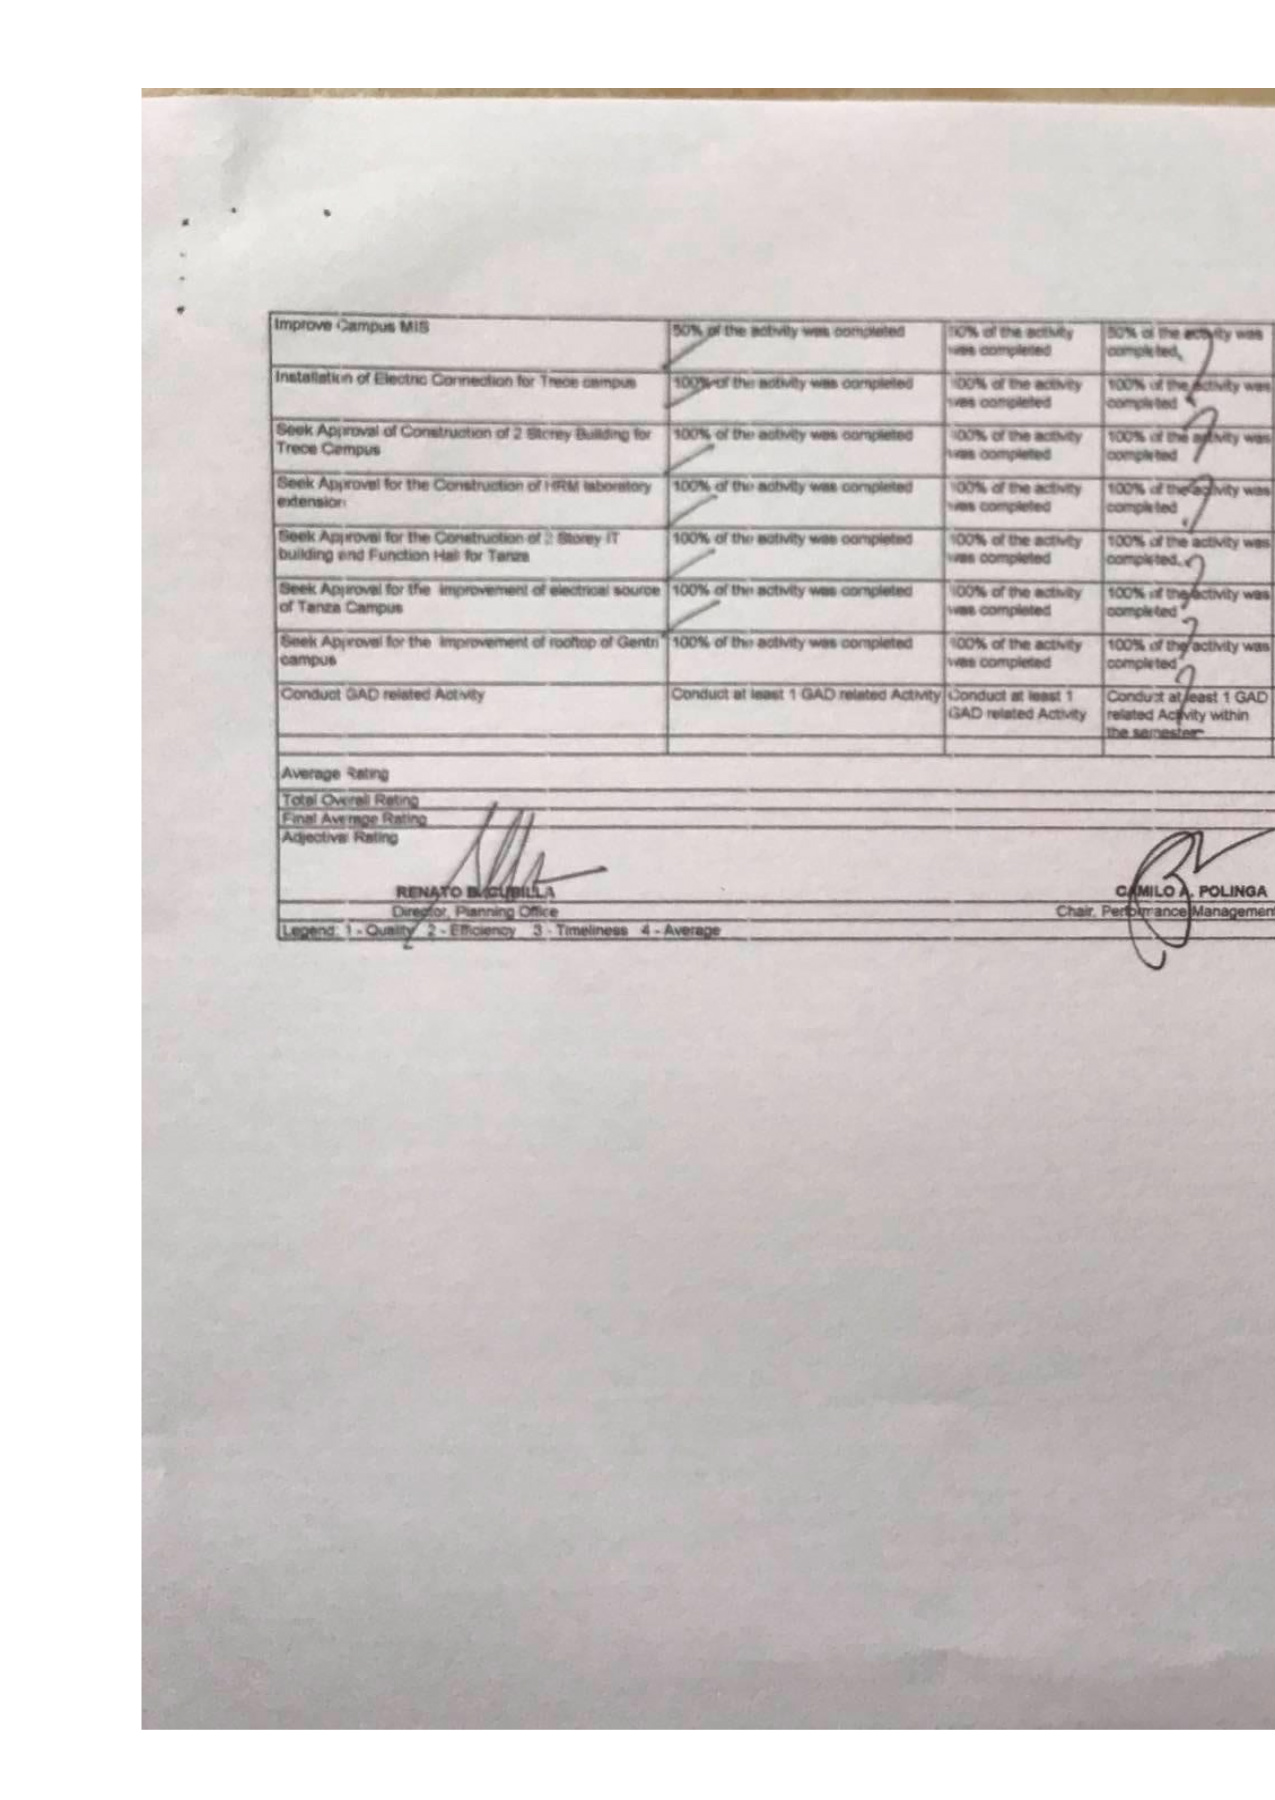 Improve Campus MIS
50% of the activity was completed
50% of the activity
was completed
50% of the activity was
completed
Installation of Electric Connection for Trece campus
100% of the activity was completed
100% of the activity
was completed
100% of the activity was
completed
Seek Approval of Construction of 2 Storey Building for
Trece Campus
100% of the activity was completed
100% of the activity
was completed
100% of the activity was
completed
Seek Approval for the Construction of HRM laboratory
extension
100% of the activity was completed
100% of the activity
was completed
100% of the activity was
completed
Seek Approval for the Construction of 2 Storey IT
building and Function Hall for Tanza
100% of the activity was completed
100% of the activity
was completed
100% of the activity was
completed.
Seek Approval for the improvement of electrical source
of Tanza Campus
100% of the activity was completed
100% of the activity
was completed
100% of the activity was
completed
Seek Approval for the improvement of rooftop of Gentri
campus
100% of the activity was completed
100% of the activity
was completed
100% of the activity was
completed
Conduct GAD related Activity
Conduct at least 1 GAD related Activity
Conduct at least 1
GAD related Activity
Conduct at least 1 GAD
related Activity within
the semester
Average Rating
Total Overall Rating
Final Average Rating
Adjectival Rating
RENATO B. CUBILLA
CAMILO A. POLINGA
Director, Planning Office
Chair, Performance Management
Legend: 1 - Quality 2 - Efficiency 3 - Timeliness 4 - Average